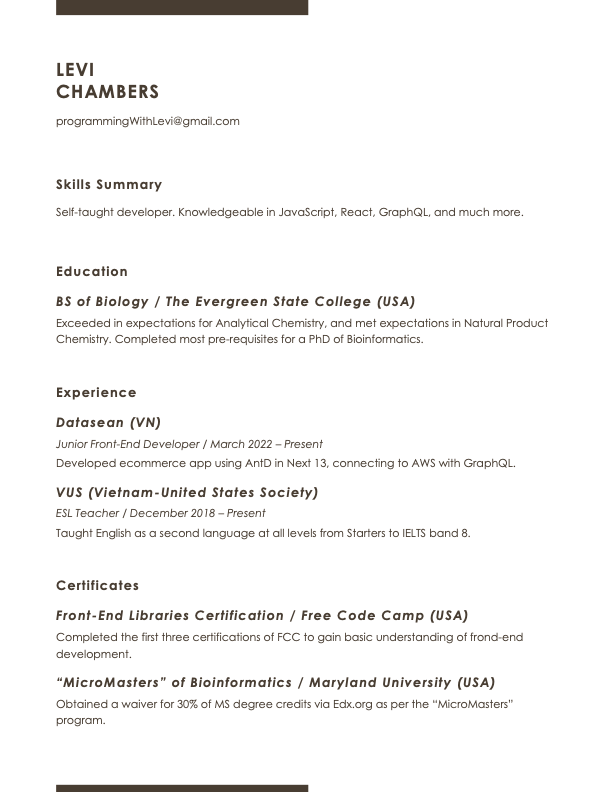 LEVI
CHAMBERS
programmingWithLevi@gmail.com
Skills Summary
Self-taught developer. Knowledgeable in JavaScript, React, GraphQL, and much more.
Education
BS of Biology / The Evergreen State College (USA)
Exceeded in expectations for Analytical Chemistry, and met expectations in Natural Product
Chemistry. Completed most pre-requisites for a PhD of Bioinformatics.
Experience
Datasean (VN)
Junior Front-End Developer / March 2022 – Present
Developed ecommerce app using AntD in Next 13, connecting to AWS with GraphQL.
VUS (Vietnam-United States Society)
ESL Teacher / December 2018 – Present
Taught English as a second language at all levels from Starters to IELTS band 8.
Certificates
Front-End Libraries Certification / Free Code Camp (USA)
Completed the first three certifications of FCC to gain basic understanding of frond-end
development.
“MicroMasters” of Bioinformatics / Maryland University (USA)
Obtained a waiver for 30% of MS degree credits via Edx.org as per the “MicroMasters”
program.